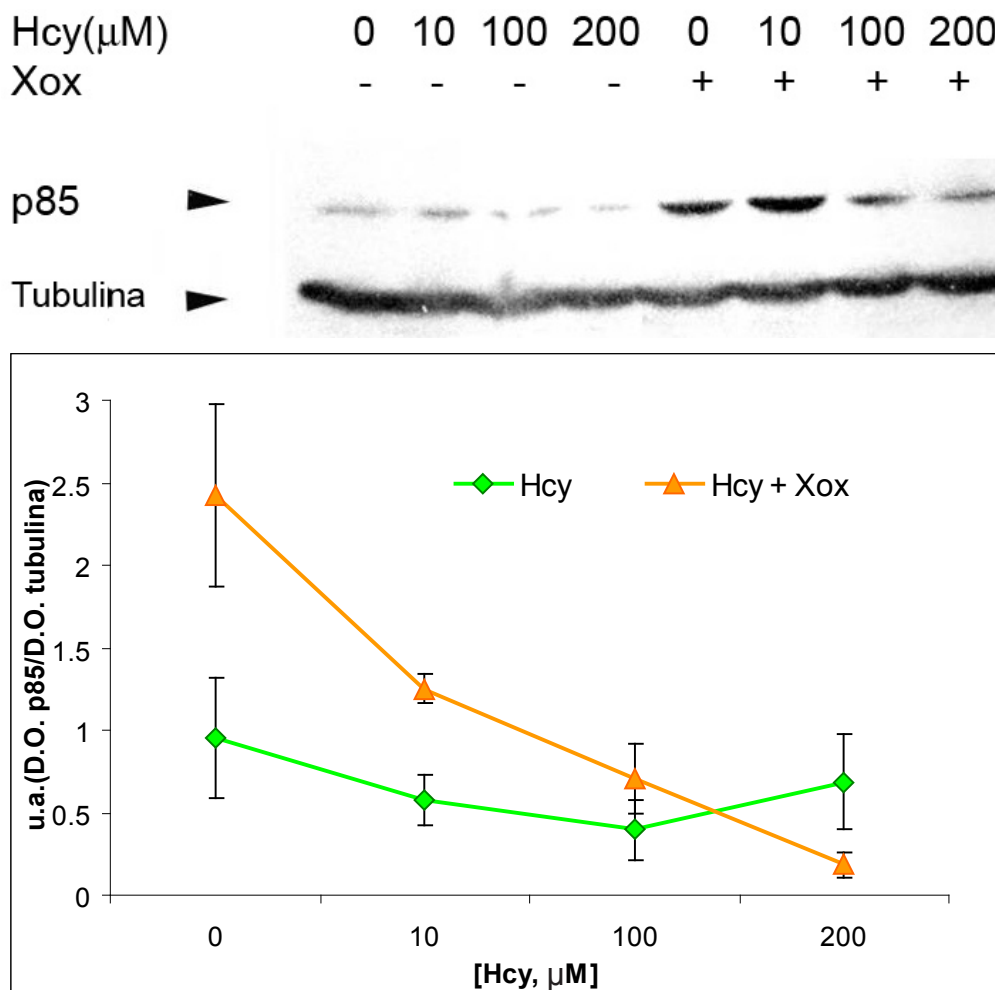 Hcy(μM) 0 10 100 200 0 10 100 200
Xox - - - - + + + +
p85
Tubulina
u.a.(D.O. p85/D.O. tubulina)
3
2.5
2
1.5
1
0.5
0
Hcy Hcy + Xox
0 10 100 200
[Hcy, μM]